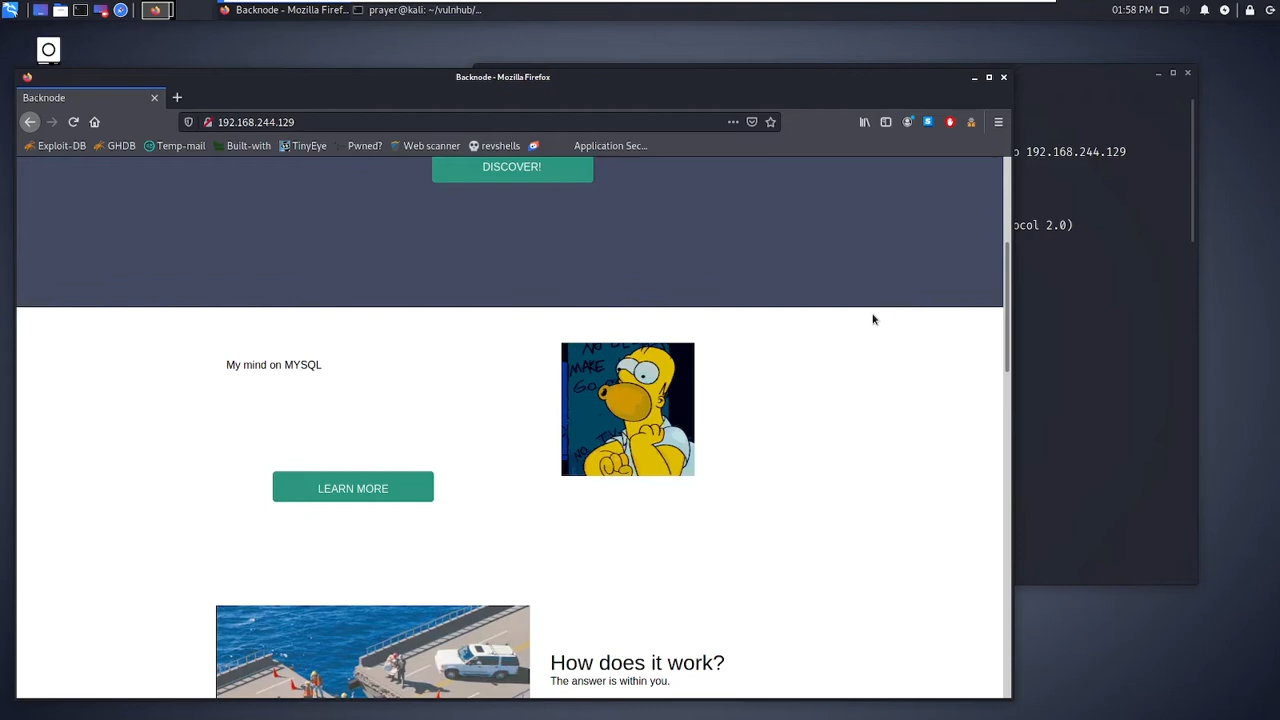 Backnode - Mozilla Firef...
prayer@kali: ~/vulnhub/...
01:58 PM
Backnode - Mozilla Firefox
Backnode
192.168.244.129
Exploit-DB
GHDB
Temp-mail
Built-with
TinyEye
Pwned?
Web scanner
revshells
Application Sec...
DISCOVER!
192.168.244.129
ocol 2.0)
My mind on MYSQL
MAKE
LEARN MORE
How does it work?
The answer is within you.